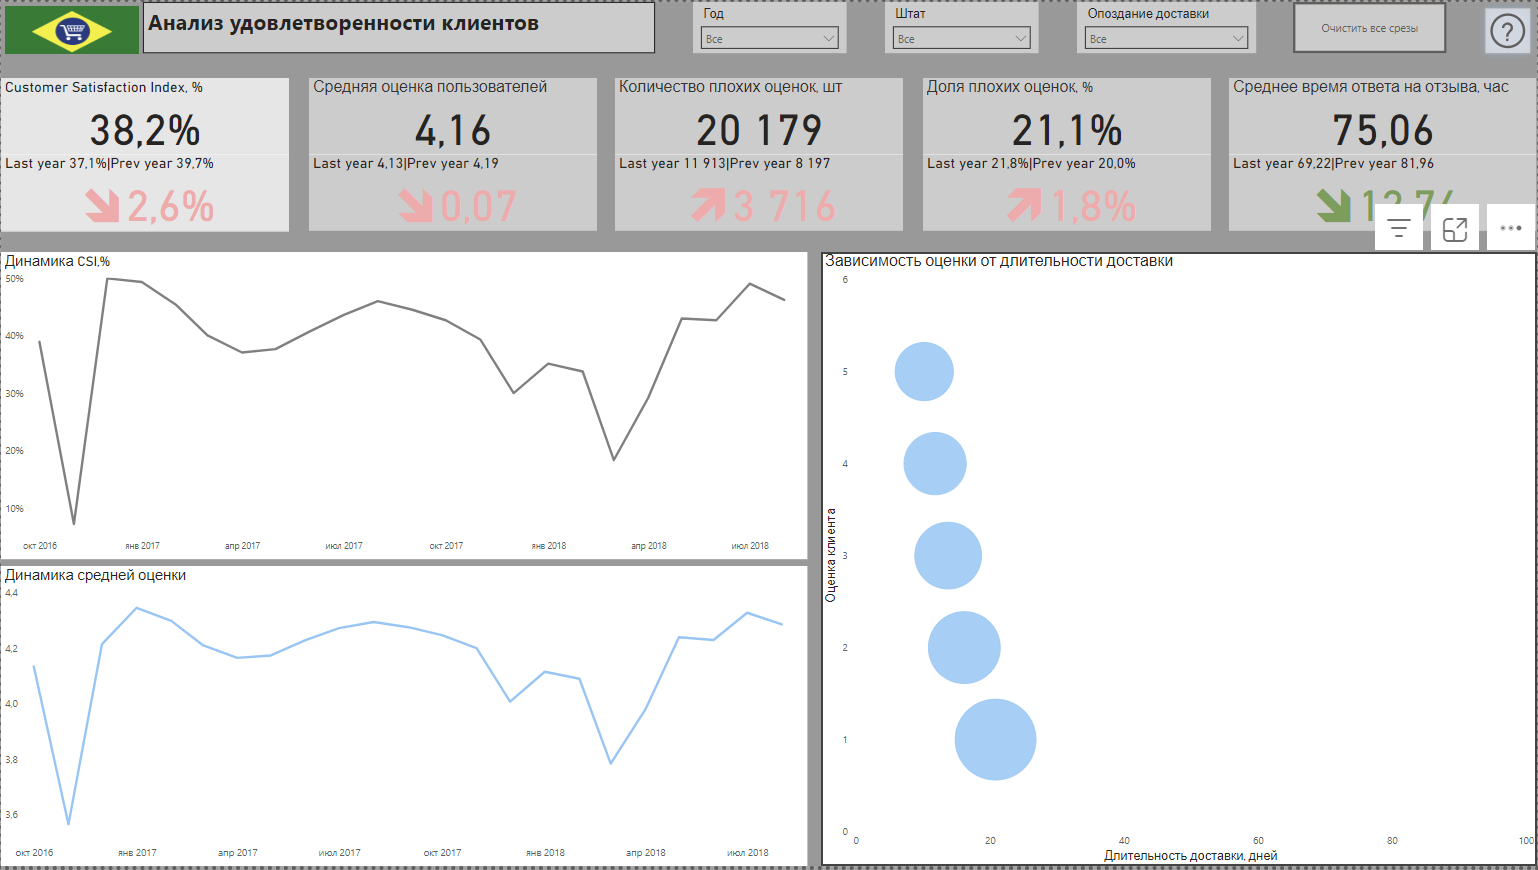 Анализ удовлетворенности клиентов
Год
Все
Штат
Все
Опоздание доставки
Все
Очистить все срезы
?
Customer Satisfaction Index, %
38,2%
Last year 37,1%|Prev year 39,7%
2,6%
Средняя оценка пользователей
4,16
Last year 4,13|Prev year 4,19
0,07
Количество плохих оценок, шт
20 179
Last year 11 913|Prev year 8 197
3 716
Доля плохих оценок, %
21,1%
Last year 21,8%|Prev year 20,0%
1,8%
Среднее время ответа на отзыва, час
75,06
Last year 69,22|Prev year 81,96
Динамика CSI,%
50%
40%
30%
20%
10%
окт 2016
янв 2017
апр 2017
июл 2017
окт 2017
янв 2018
апр 2018
июл 2018
Динамика средней оценки
4,4
4,2
4,0
3,8
3,6
окт 2016
янв 2017
апр 2017
июл 2017
окт 2017
янв 2018
апр 2018
июл 2018
Зависимость оценки от длительности доставки
Оценка клиента
6
5
4
3
2
1
0
0
20
40
60
80
100
Длительность доставки, дней